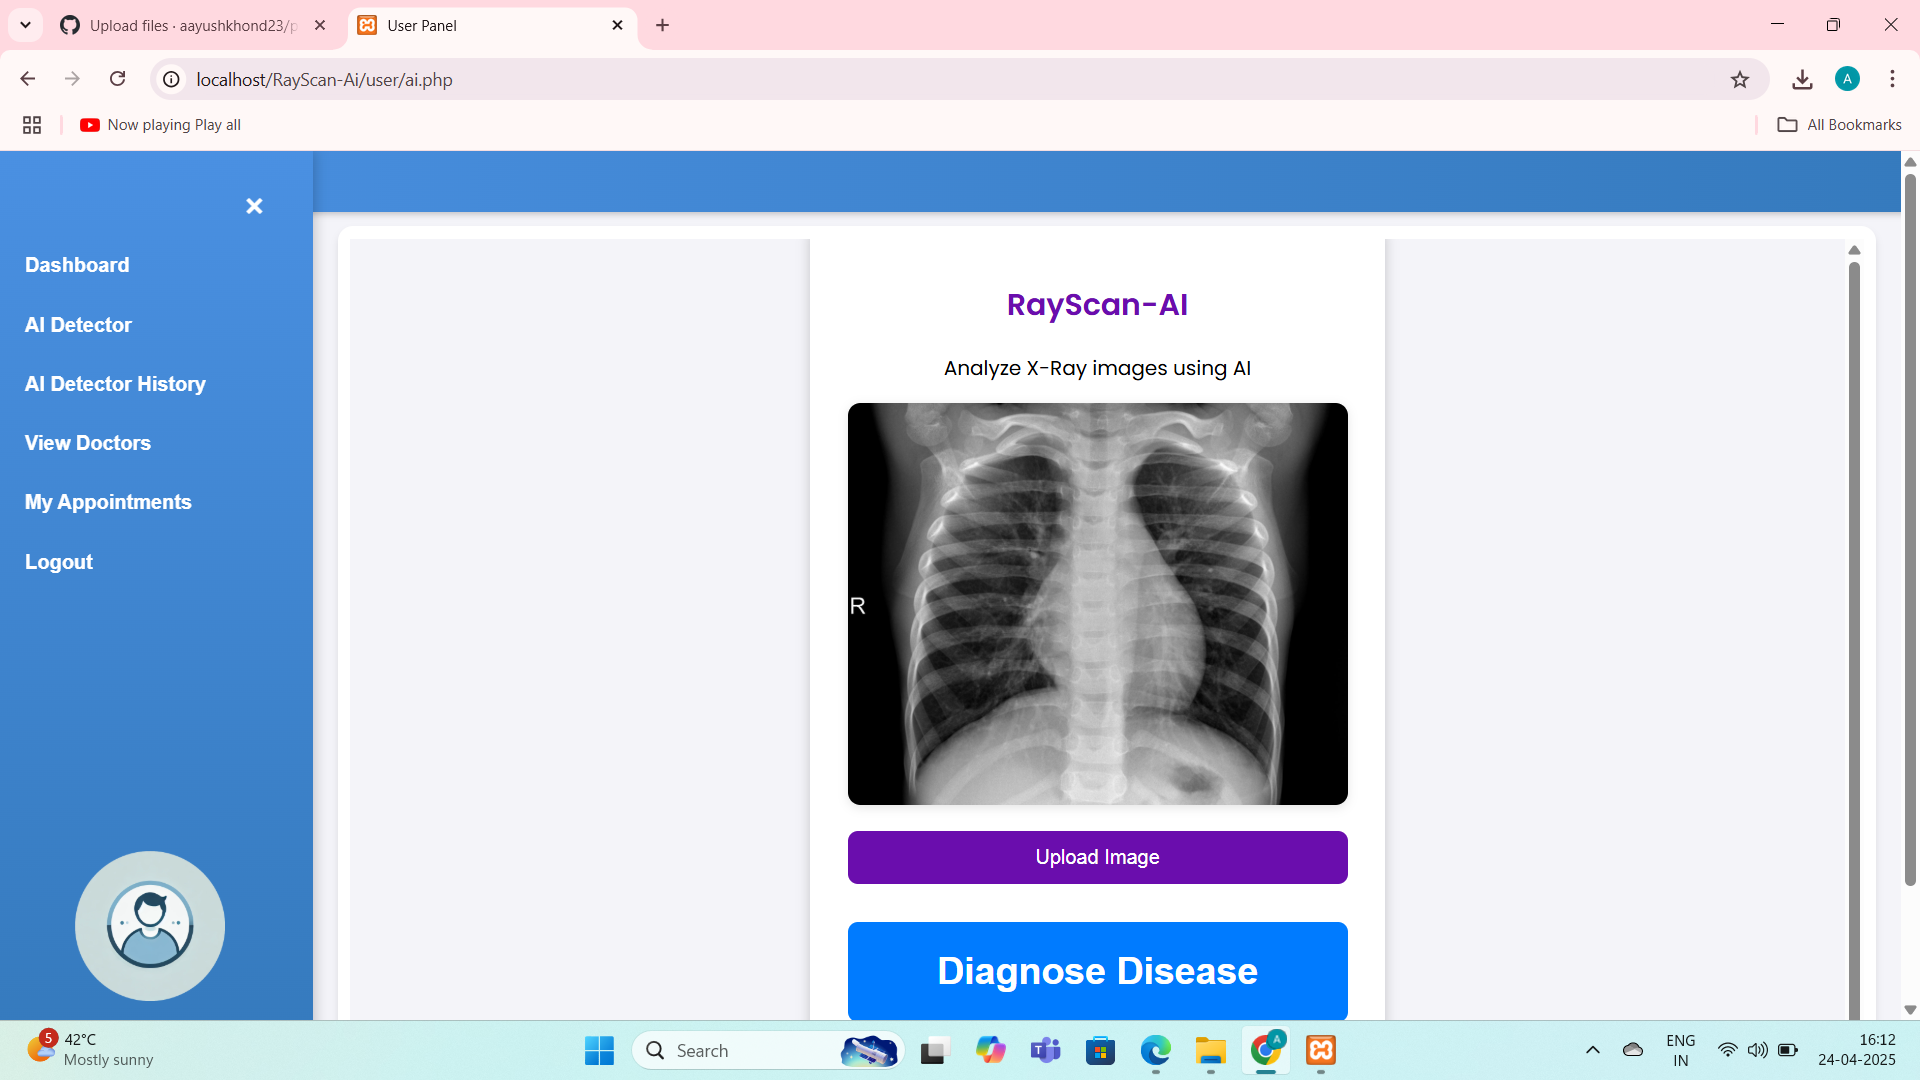 Upload files · aayushkhond23/p
User Panel
localhost/RayScan-Ai/user/ai.php
A
Now playing Play all
All Bookmarks
Dashboard
AI Detector
AI Detector History
View Doctors
My Appointments
Logout
RayScan-AI
Analyze X-Ray images using AI
R
Upload Image
Diagnose Disease
5
42°C
Mostly sunny
Search
A
ENG
IN
16:12
24-04-2025